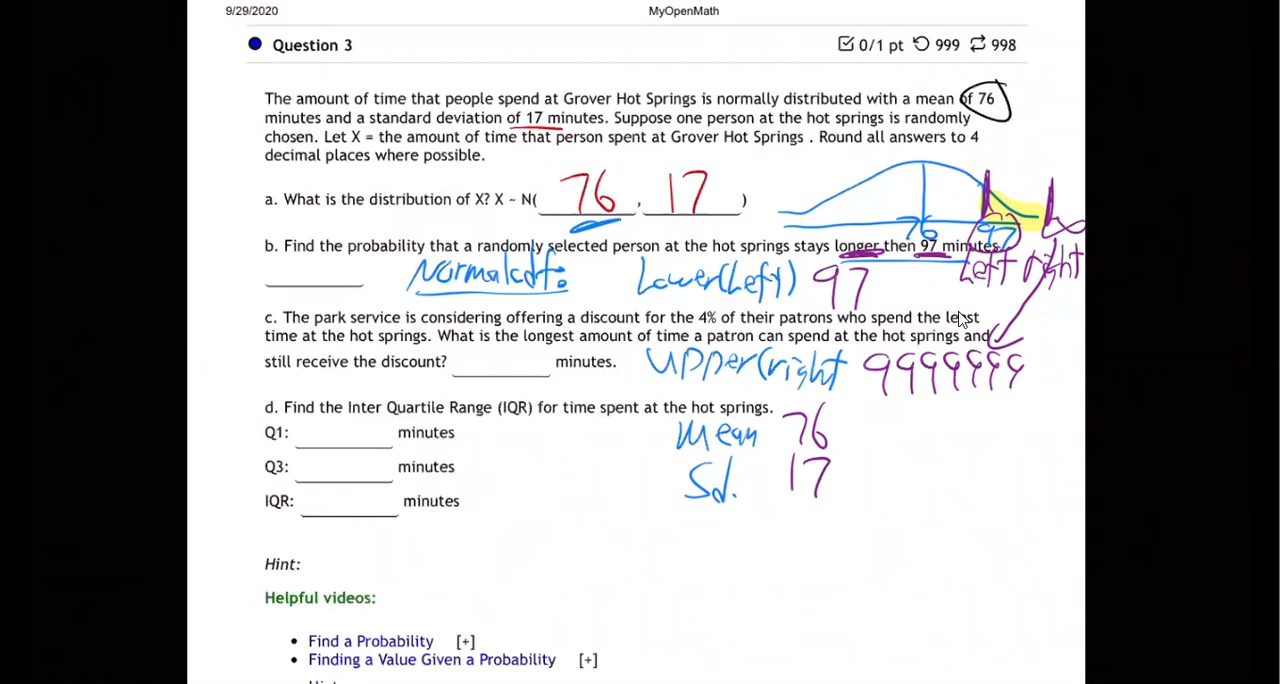 9/29/2020 MyOpenMath
Question 3 0/1 pt 999 998
The amount of time that people spend at Grover Hot Springs is normally distributed with a mean of 76
minutes and a standard deviation of 17 minutes. Suppose one person at the hot springs is randomly
chosen. Let X = the amount of time that person spent at Grover Hot Springs . Round all answers to 4
decimal places where possible.
a. What is the distribution of X? X ~ N( 76 , 17 )
76 97
b. Find the probability that a randomly selected person at the hot springs stays longer then 97 minutes.
Normalcdf: Lower(Left) 97 Left right
c. The park service is considering offering a discount for the 4% of their patrons who spend the least
time at the hot springs. What is the longest amount of time a patron can spend at the hot springs and
still receive the discount? minutes. Upper(right 9999999
d. Find the Inter Quartile Range (IQR) for time spent at the hot springs.
Q1: minutes Mean 76
Q3: minutes Sd. 17
IQR: minutes
Hint:
Helpful videos:
• Find a Probability [+]
• Finding a Value Given a Probability [+]